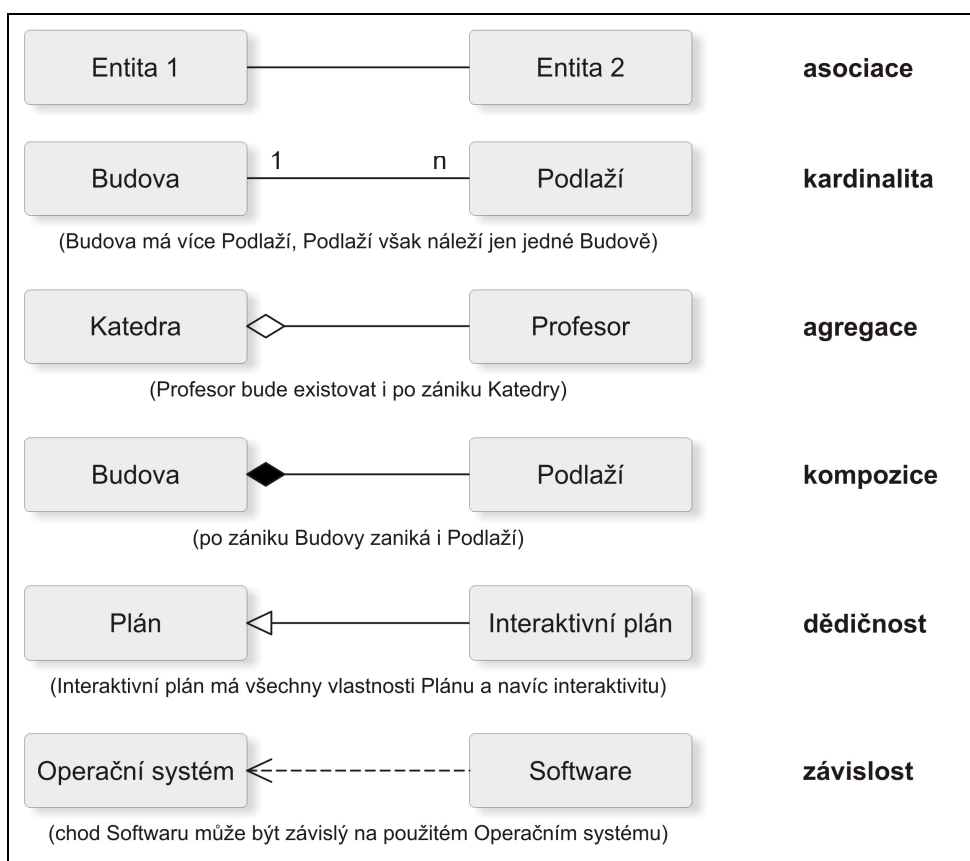 Entita 1 Entita 2 asociace
Budova 1 n Podlaží kardinalita
(Budova má více Podlaží, Podlaží však náleží jen jedné Budově)
Katedra Profesor agregace
(Profesor bude existovat i po zániku Katedry)
Budova Podlaží kompozice
(po zániku Budovy zaniká i Podlaží)
Plán Interaktivní plán dědičnost
(Interaktivní plán má všechny vlastnosti Plánu a navíc interaktivitu)
Operační systém Software závislost
(chod Softwaru může být závislý na použitém Operačním systému)